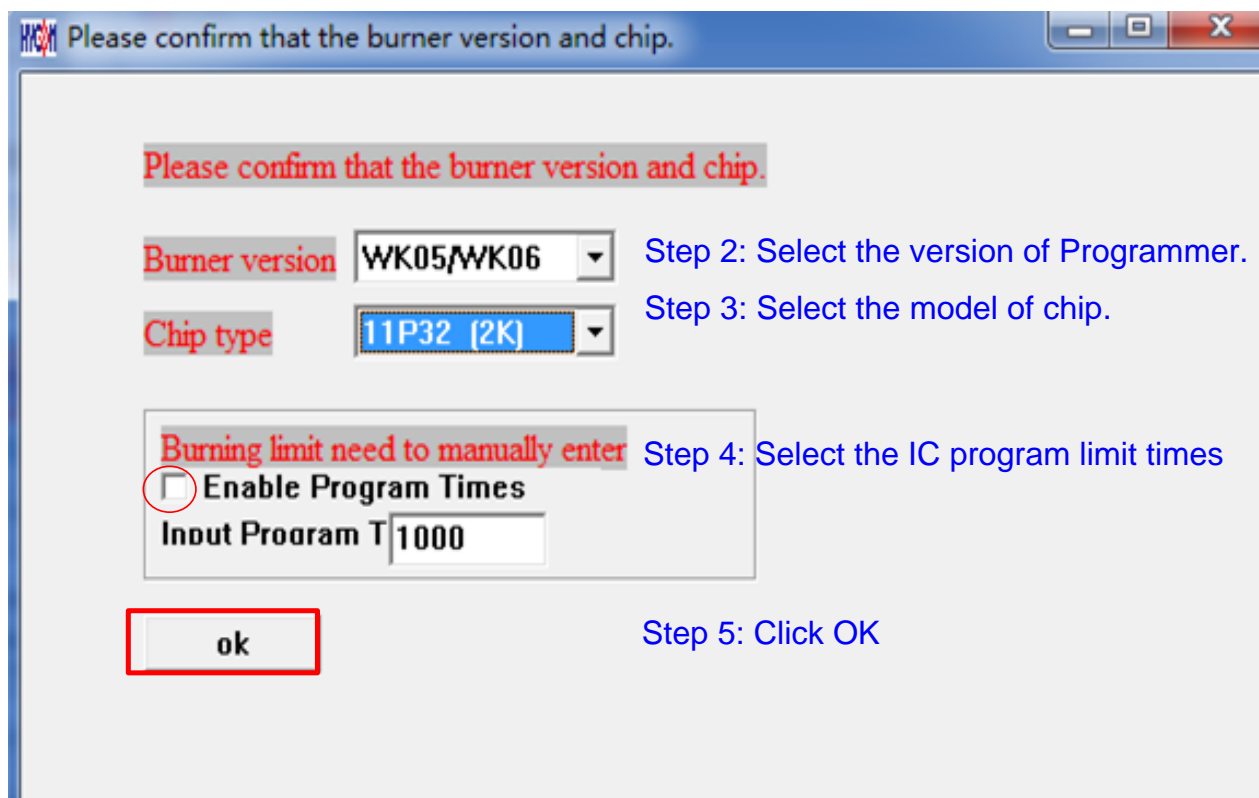 HYCON Please confirm that the burner version and chip.
Please confirm that the burner version and chip.
Burner version WK05/WK06 Step 2: Select the version of Programmer.
Chip type 11P32 (2K) Step 3: Select the model of chip.
Burning limit need to manually enter Step 4: Select the IC program limit times
Enable Program Times
Input Program T 1000
ok Step 5: Click OK